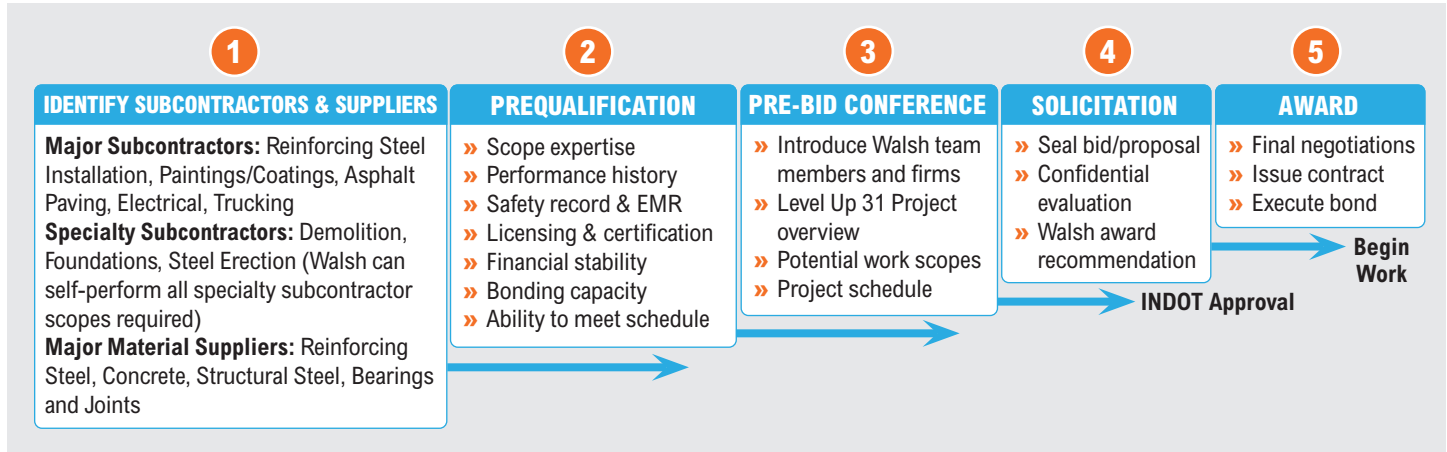 1
IDENTIFY SUBCONTRACTORS & SUPPLIERS
Major Subcontractors: Reinforcing Steel
Installation, Paintings/Coatings, Asphalt
Paving, Electrical, Trucking
Specialty Subcontractors: Demolition,
Foundations, Steel Erection (Walsh can
self-perform all specialty subcontractor
scopes required)
Major Material Suppliers: Reinforcing
Steel, Concrete, Structural Steel, Bearings
and Joints
2
PREQUALIFICATION
» Scope expertise
» Performance history
» Safety record & EMR
» Licensing & certification
» Financial stability
» Bonding capacity
» Ability to meet schedule
3
PRE-BID CONFERENCE
» Introduce Walsh team
members and firms
» Level Up 31 Project
overview
» Potential work scopes
» Project schedule
4
SOLICITATION
» Seal bid/proposal
» Confidential
evaluation
» Walsh award
recommendation
INDOT Approval
5
AWARD
» Final negotiations
» Issue contract
» Execute bond
Begin
Work